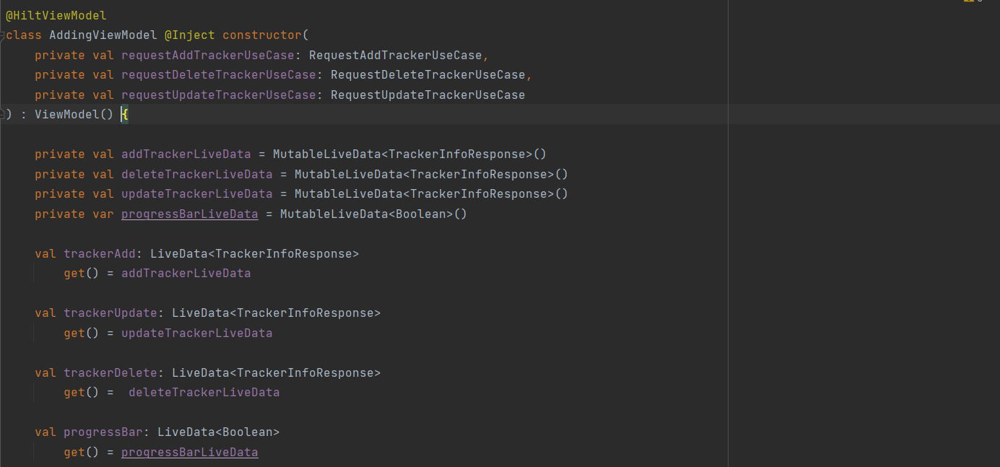 @HiltViewModel
class AddingViewModel @Inject constructor(
    private val requestAddTrackerUseCase: RequestAddTrackerUseCase,
    private val requestDeleteTrackerUseCase: RequestDeleteTrackerUseCase,
    private val requestUpdateTrackerUseCase: RequestUpdateTrackerUseCase
) : ViewModel() {
    private val addTrackerLiveData = MutableLiveData<TrackerInfoResponse>()
    private val deleteTrackerLiveData = MutableLiveData<TrackerInfoResponse>()
    private val updateTrackerLiveData = MutableLiveData<TrackerInfoResponse>()
    private var progressBarLiveData = MutableLiveData<Boolean>()
    val trackerAdd: LiveData<TrackerInfoResponse>
        get() = addTrackerLiveData
    val trackerUpdate: LiveData<TrackerInfoResponse>
        get() = updateTrackerLiveData
    val trackerDelete: LiveData<TrackerInfoResponse>
        get() =  deleteTrackerLiveData
    val progressBar: LiveData<Boolean>
        get() = progressBarLiveData